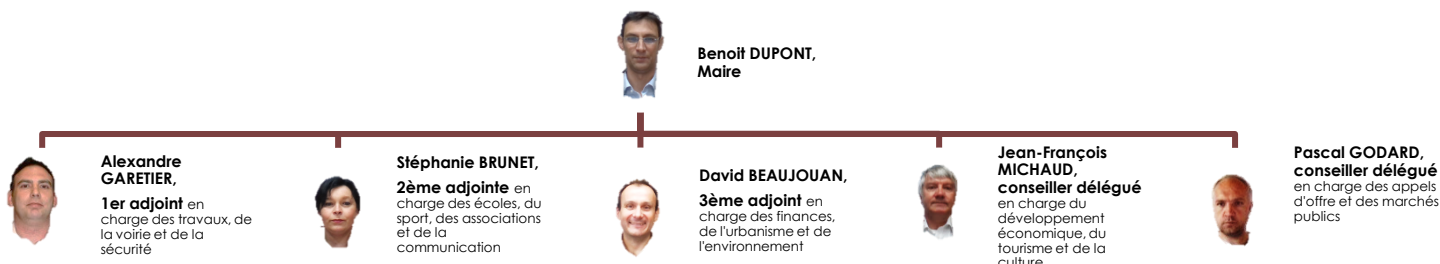 Benoit DUPONT,
Maire
Alexandre
GARETIER,
1er adjoint en
charge des travaux, de
la voirie et de la
sécurité
Stéphanie BRUNET,
2ème adjointe en
charge des écoles, du
sport, des associations
et de la
communication
David BEAUJOUAN,
3ème adjoint en
charge des finances,
de l'urbanisme et de
l'environnement
Jean-François
MICHAUD,
conseiller délégué
en charge du
développement
économique, du
tourisme et de la
culture
Pascal GODARD,
conseiller délégué
en charge des appels
d'offre et des marchés
publics